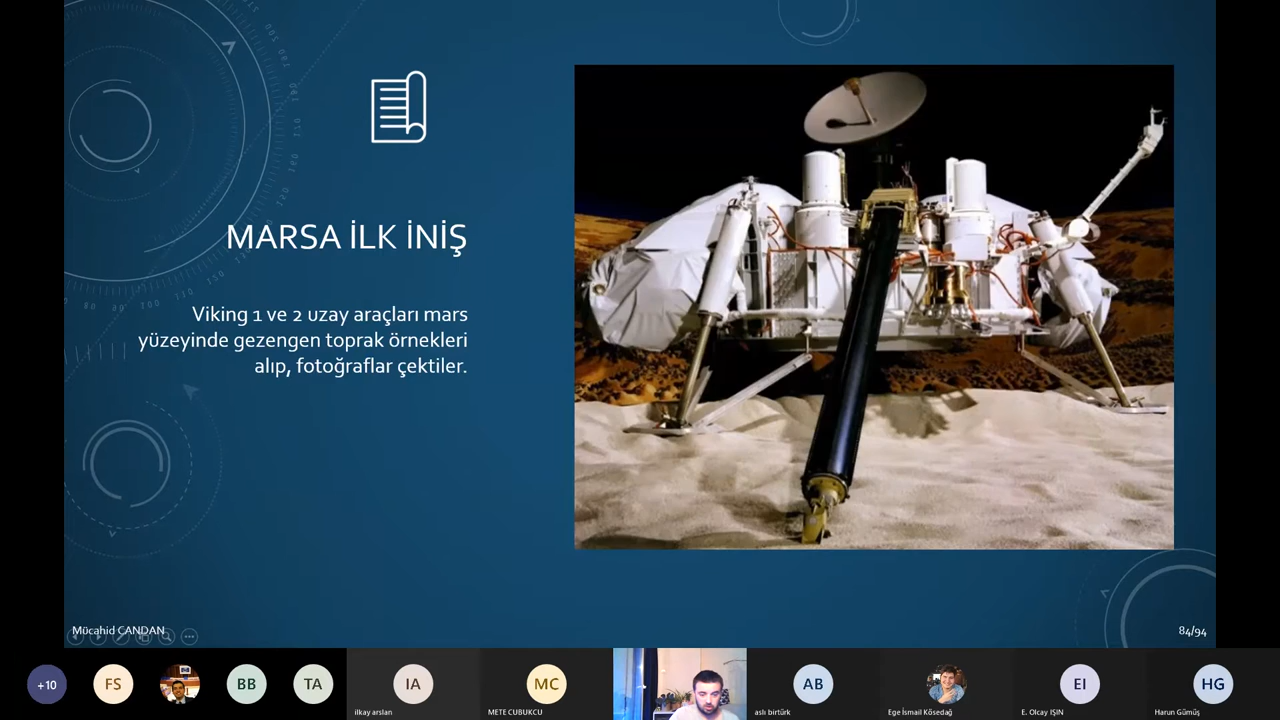 MARSA İLK İNİŞ
Viking 1 ve 2 uzay araçları mars
yüzeyinde gezengen toprak örnekleri
alıp, fotoğraflar çektiler.
Mücahid CANDAN
84/94
+10
FS
BB
TA
IA
MC
AB
EI
HG
ilkay arslan
METE CUBUKCU
aslı birtürk
Ege İsmail Kösedağ
E. Olcay IŞIN
Harun Gümüş